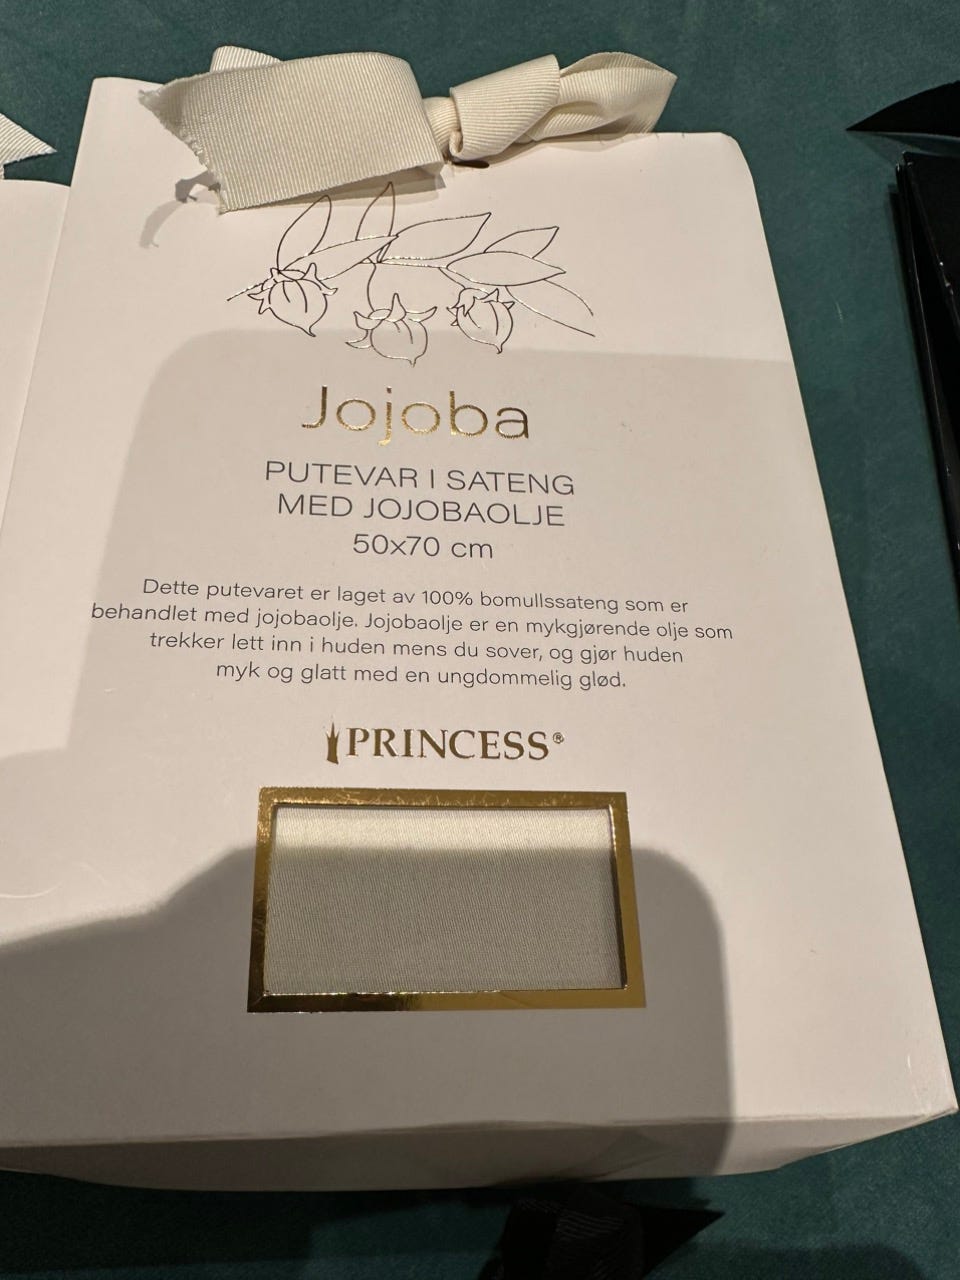 Jojoba
PUTEVAR I SATENG
MED JOJOBAOLJE
50x70 cm
Dette putevaret er laget av 100% bomullssateng som er
behandlet med jojobaolje. Jojobaolje er en mykgjørende olje som
trekker lett inn i huden mens du sover, og gjør huden
myk og glatt med en ungdommelig glød.
PRINCESS®